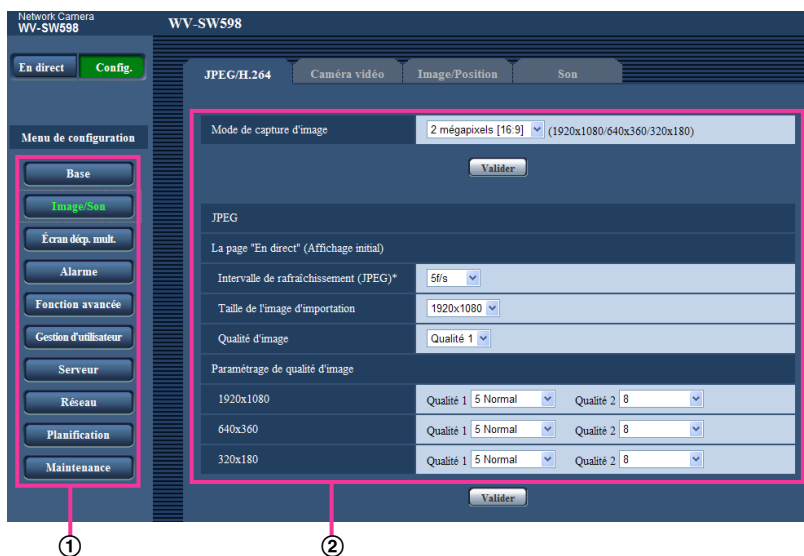 Network Camera
WV-SW598
WV-SW598
En direct
Config.
Menu de configuration
Base
Image/Son
Écran décp. mult.
Alarme
Fonction avancée
Gestion d'utilisateur
Serveur
Réseau
Planification
Maintenance
JPEG/H.264
Caméra vidéo
Image/Position
Son
Mode de capture d'image
2 mégapixels [16:9] (1920x1080/640x360/320x180)
Valider
JPEG
La page "En direct" (Affichage initial)
Intervalle de rafraîchissement (JPEG)* 5f/s
Taille de l'image d'importation 1920x1080
Qualité d'image Qualité 1
Paramétrage de qualité d'image
1920x1080 Qualité 1 5 Normal Qualité 2 8
640x360 Qualité 1 5 Normal Qualité 2 8
320x180 Qualité 1 5 Normal Qualité 2 8
Valider
① ②